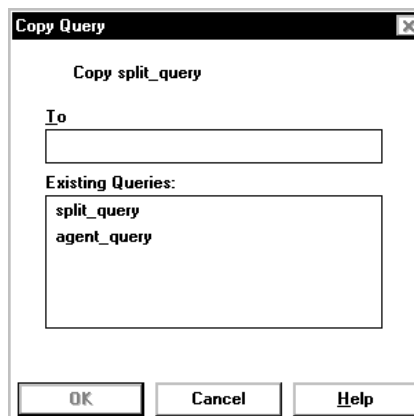 Copy Query
Copy split_query
To
Existing Queries:
split_query
agent_query
OK Cancel Help